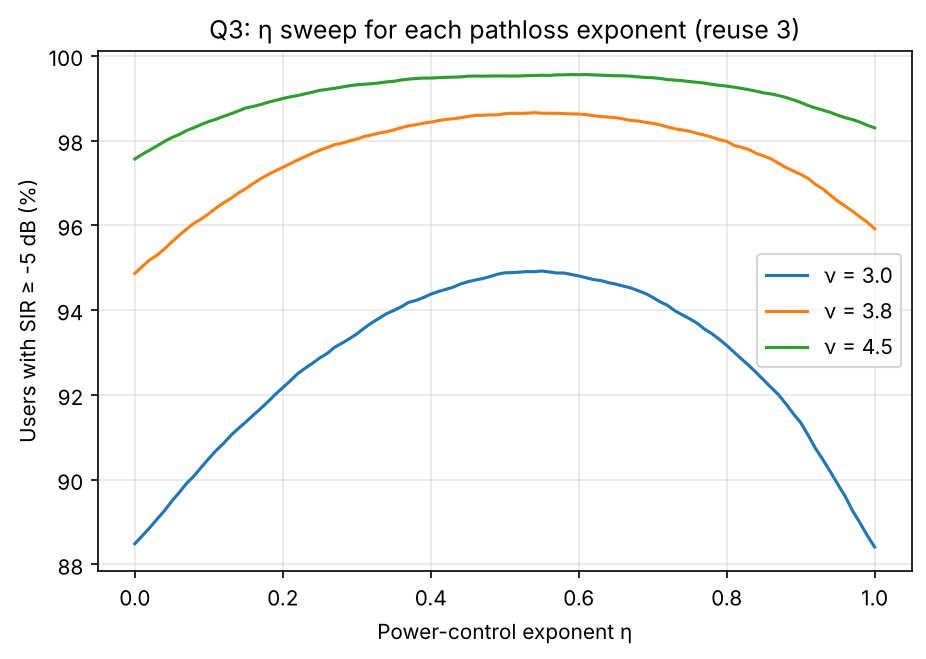 Q3: η sweep for each pathloss exponent (reuse 3)
Users with SIR ≥ -5 dB (%)
100
98
96
94
92
90
88
ν = 3.0
ν = 3.8
ν = 4.5
0.0 0.2 0.4 0.6 0.8 1.0
Power-control exponent η